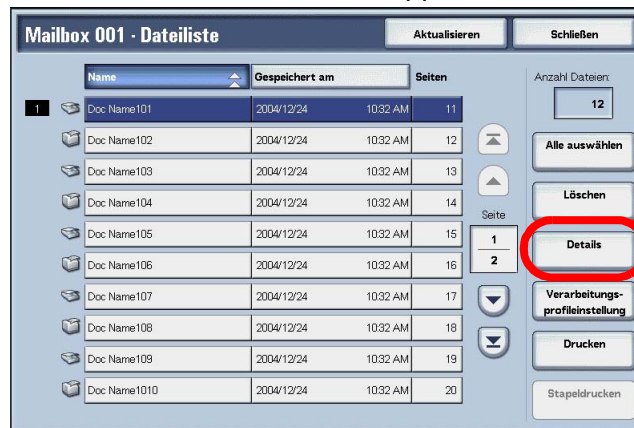 Mailbox 001 - Dateiliste Aktualisieren Schließen
Name Gespeichert am Seiten Anzahl Dateien:
12
1 Doc Name101 2004/12/24 10:32 AM 11
Doc Name102 2004/12/24 10:32 AM 12
Alle auswählen
Doc Name103 2004/12/24 10:32 AM 13
Doc Name104 2004/12/24 10:32 AM 14
Löschen
Seite
Doc Name105 2004/12/24 10:32 AM 15
1
2
Details
Doc Name106 2004/12/24 10:32 AM 16
Doc Name107 2004/12/24 10:32 AM 17
Verarbeitungs-
profileinstellung
Doc Name108 2004/12/24 10:32 AM 18
Drucken
Doc Name109 2004/12/24 10:32 AM 19
Doc Name1010 2004/12/24 10:32 AM 20
Stapeldrucken